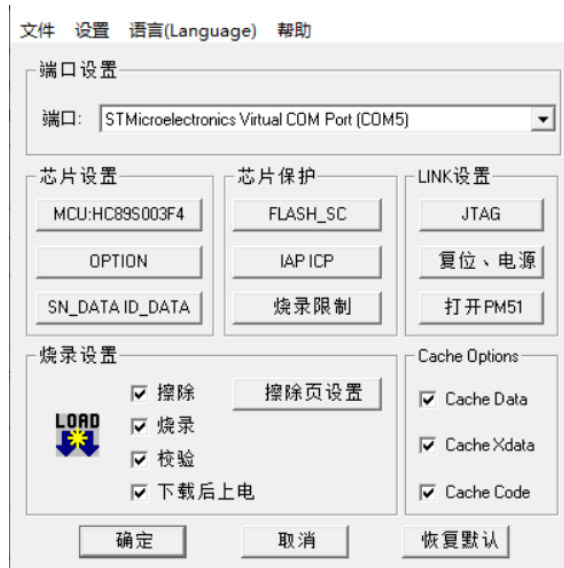 文件 设置 语言(Language) 帮助
端口设置
端口: STMicroelectronics Virtual COM Port (COM5)
芯片设置
MCU:HC89S003F4
OPTION
SN_DATA ID_DATA
芯片保护
FLASH_SC
IAP ICP
烧录限制
LINK设置
JTAG
复位、电源
打开PM51
烧录设置
LOAD
擦除
烧录
校验
下载后上电
擦除页设置
Cache Options
Cache Data
Cache Xdata
Cache Code
确定 取消 恢复默认